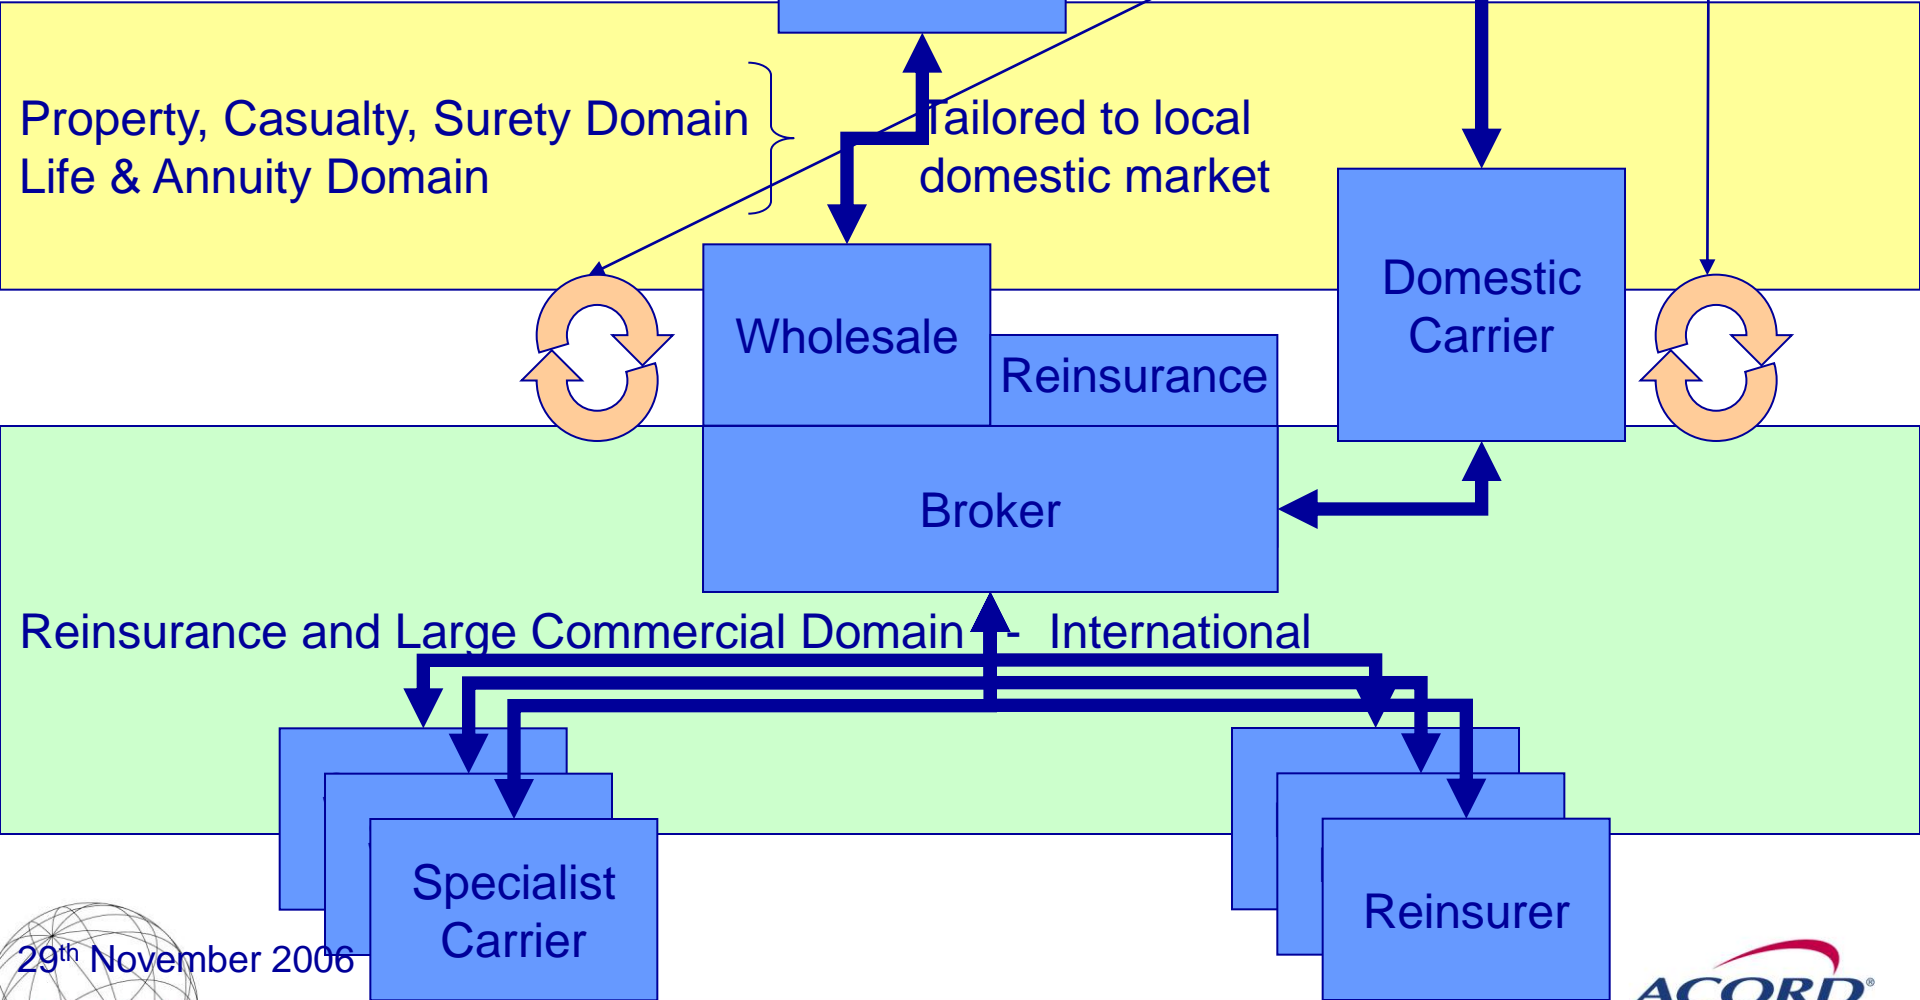 Property, Casualty, Surety Domain
Life & Annuity Domain
Tailored to local
domestic market
Domestic
Carrier
Wholesale
Reinsurance
Broker
Reinsurance and Large Commercial Domain - International
Specialist
Carrier
Reinsurer
29th November 2006
ACORD®